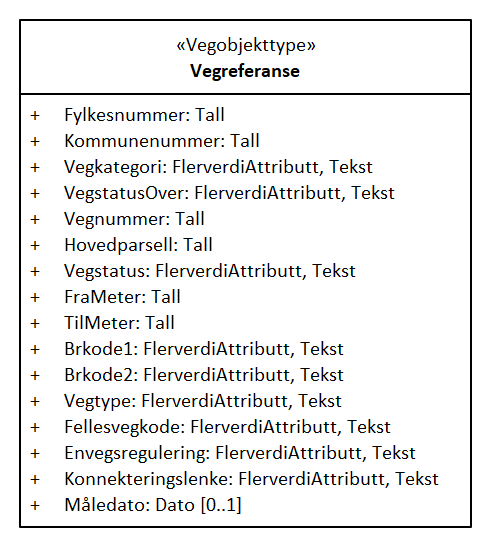 «Vegobjekttype»
Vegreferanse
+ Fylkesnummer: Tall
+ Kommunenummer: Tall
+ Vegkategori: FlerverdiAttributt, Tekst
+ VegstatusOver: FlerverdiAttributt, Tekst
+ Vegnummer: Tall
+ Hovedparsell: Tall
+ Vegstatus: FlerverdiAttributt, Tekst
+ FraMeter: Tall
+ TilMeter: Tall
+ Brkode1: FlerverdiAttributt, Tekst
+ Brkode2: FlerverdiAttributt, Tekst
+ Vegtype: FlerverdiAttributt, Tekst
+ Fellesvegkode: FlerverdiAttributt, Tekst
+ Envegsregulering: FlerverdiAttributt, Tekst
+ Konnekteringslenke: FlerverdiAttributt, Tekst
+ Måledato: Dato [0..1]